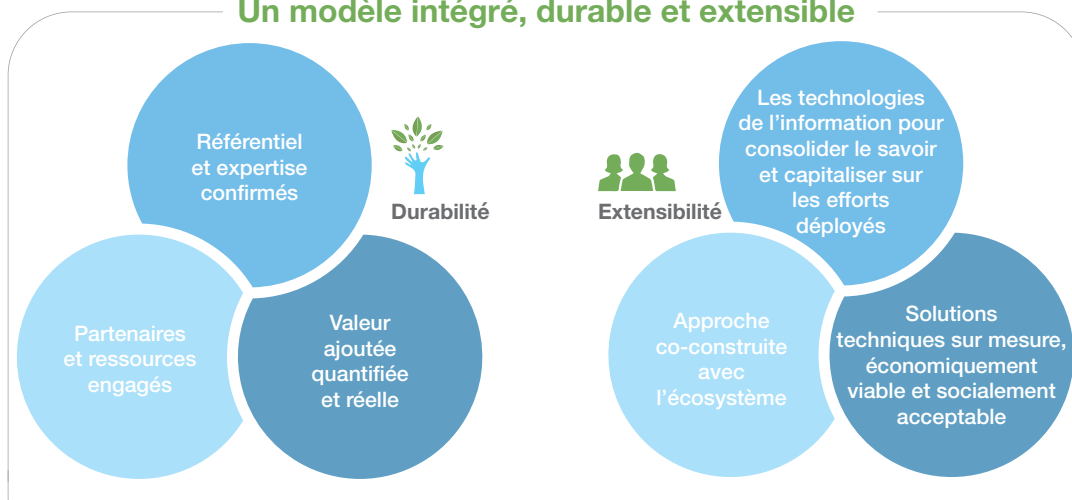 Un modèle intégré, durable et extensible
Référentiel
et expertise
confirmés
Durabilité
Partenaires
et ressources
engagés
Valeur
ajoutée
quantifiée
et réelle
Les technologies
de l'information pour
consolider le savoir
et capitaliser sur
les efforts
déployés
Extensibilité
Approche
co-construite
avec
l'écosystème
Solutions
techniques sur mesure,
économiquement
viable et socialement
acceptable